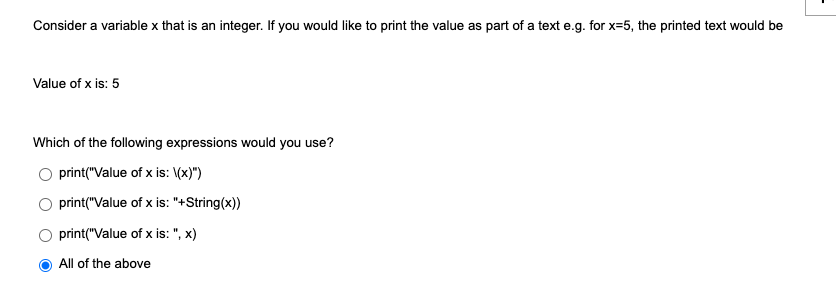 Consider a variable x that is an integer. If you would like to print the value as part of a text e.g. for x=5, the printed text would be
Value of x is: 5
Which of the following expressions would you use?
print("Value of x is: \(x)")
print("Value of x is: "+String(x))
print("Value of x is: ", x)
All of the above